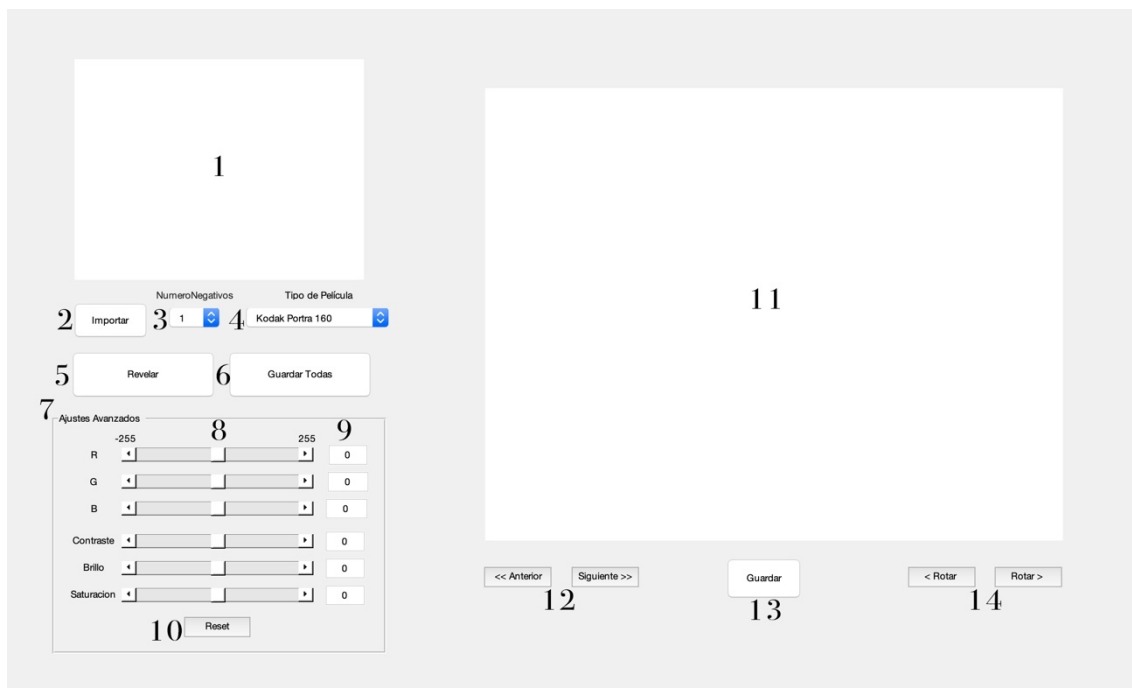 1
NumeroNegativos Tipo de Película
2 Importar 3 1 4 Kodak Portra 160
5 Revelar 6 Guardar Todas
7 Ajustes Avanzados
-255 8 255 9
R 0
G 0
B 0
Contraste 0
Brillo 0
Saturacion 0
10 Reset
11
<< Anterior Siguiente >> Guardar < Rotar Rotar >
12 13 14